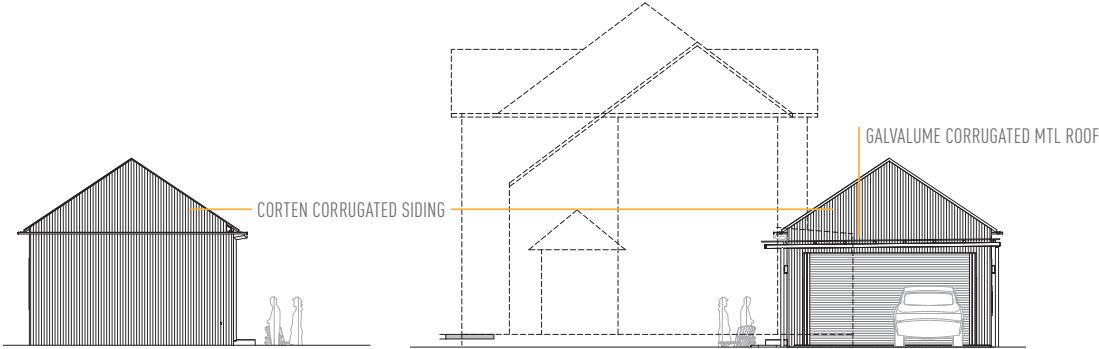 GALVALUME CORRUGATED MTL ROOF
CORTEN CORRUGATED SIDING